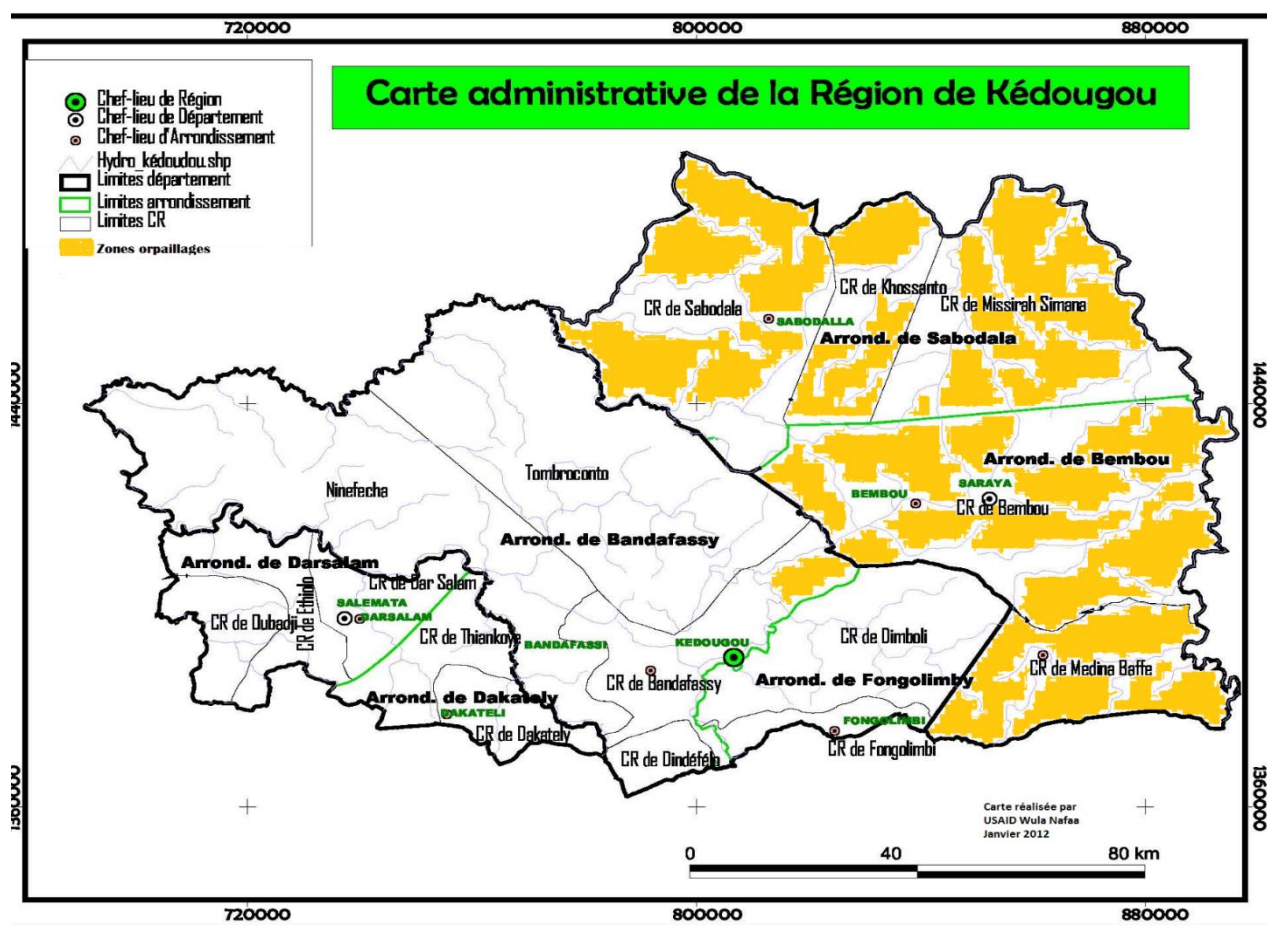 720000
800000
880000
Carte administrative de la Région de Kédougou
Chef-lieu de Région
Chef-lieu de Département
Chef-lieu d'Arrondissement
Hydro_kédoudou.shp
Limites département
Limites arrondissement
Limites CR
Zones orpaillages
CR de Sabodala
CR de Khossanto
CR de Missirah Simana
SABODALLA
Arrond. de Sabodala
1440000
1440000
Tombroconto
Arrond. de Bembou
Ninefecha
BEMBOU
SARAYA
CR de Bembou
Arrond. de Bandafassy
Arrond. de Darsalam
CR de Dar Salam
CR de Ethiolo
SALEMATA
DARSALAM
CR de Oubadji
CR de Thiankoye
BANDAFASSI
KEDOUGOU
CR de Dimboli
CR de Bandafassy
Arrond. de Fongolimby
CR de Medina Baffe
Arrond. de Dakately
DAKATELI
CR de Dakately
FONGOLIMBI
CR de Fongolimbi
CR de Dindéfélo
1360000
1360000
Carte réalisée par
USAID Wula Nafaa
Janvier 2012
0 40 80 km
720000
800000
880000